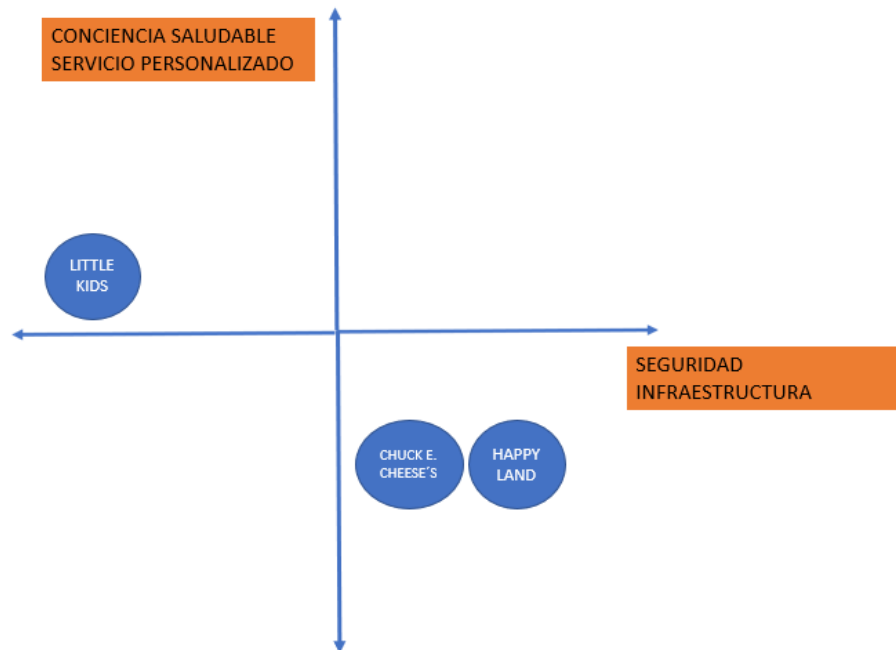 CONCIENCIA SALUDABLE
SERVICIO PERSONALIZADO
LITTLE
KIDS
SEGURIDAD
INFRAESTRUCTURA
CHUCK E.
CHEESE´S
HAPPY
LAND